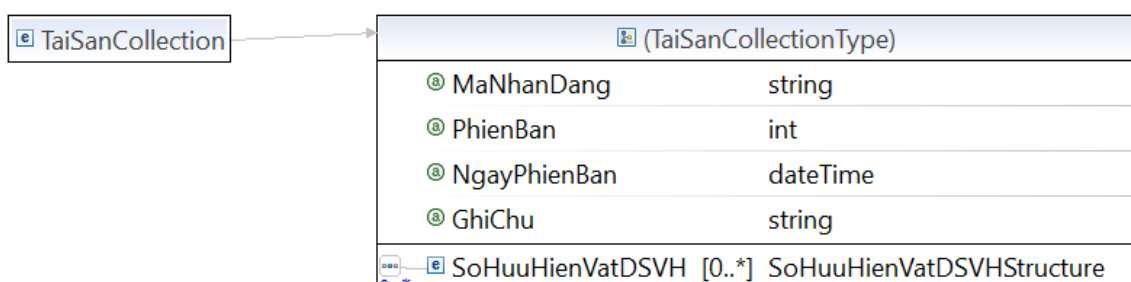 TaiSanCollection
(TaiSanCollectionType)
MaNhanDang string
PhienBan int
NgayPhienBan dateTime
GhiChu string
SoHuuHienVatDSVH [0..*] SoHuuHienVatDSVHStructure